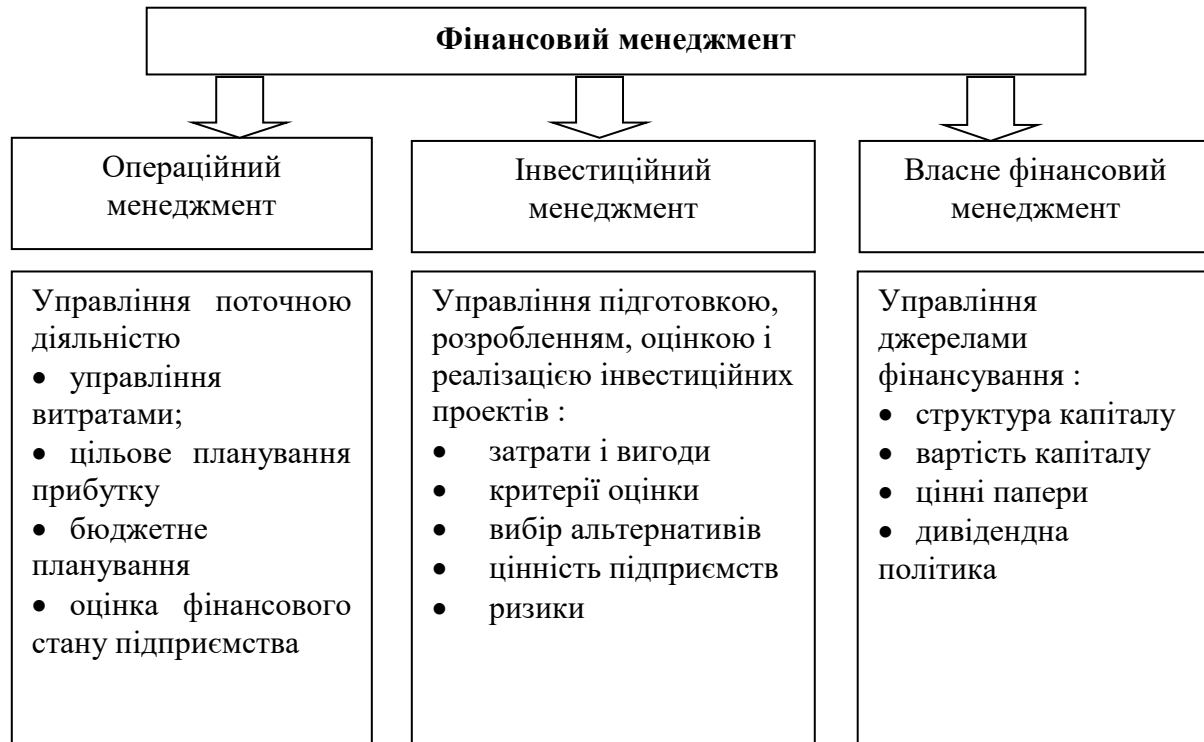 Фінансовий менеджмент
Операційний
менеджмент
Інвестиційний
менеджмент
Власне фінансовий
менеджмент
Управління поточною
діяльністю
• управління
витратами;
• цільове планування
прибутку
• бюджетне
планування
• оцінка фінансового
стану підприємства
Управління підготовкою,
розробленням, оцінкою і
реалізацією інвестиційних
проектів :
• затрати і вигоди
• критерії оцінки
• вибір альтернативів
• цінність підприємств
• ризики
Управління
джерелами
фінансування :
• структура капіталу
• вартість капіталу
• цінні папери
• дивідендна
політика